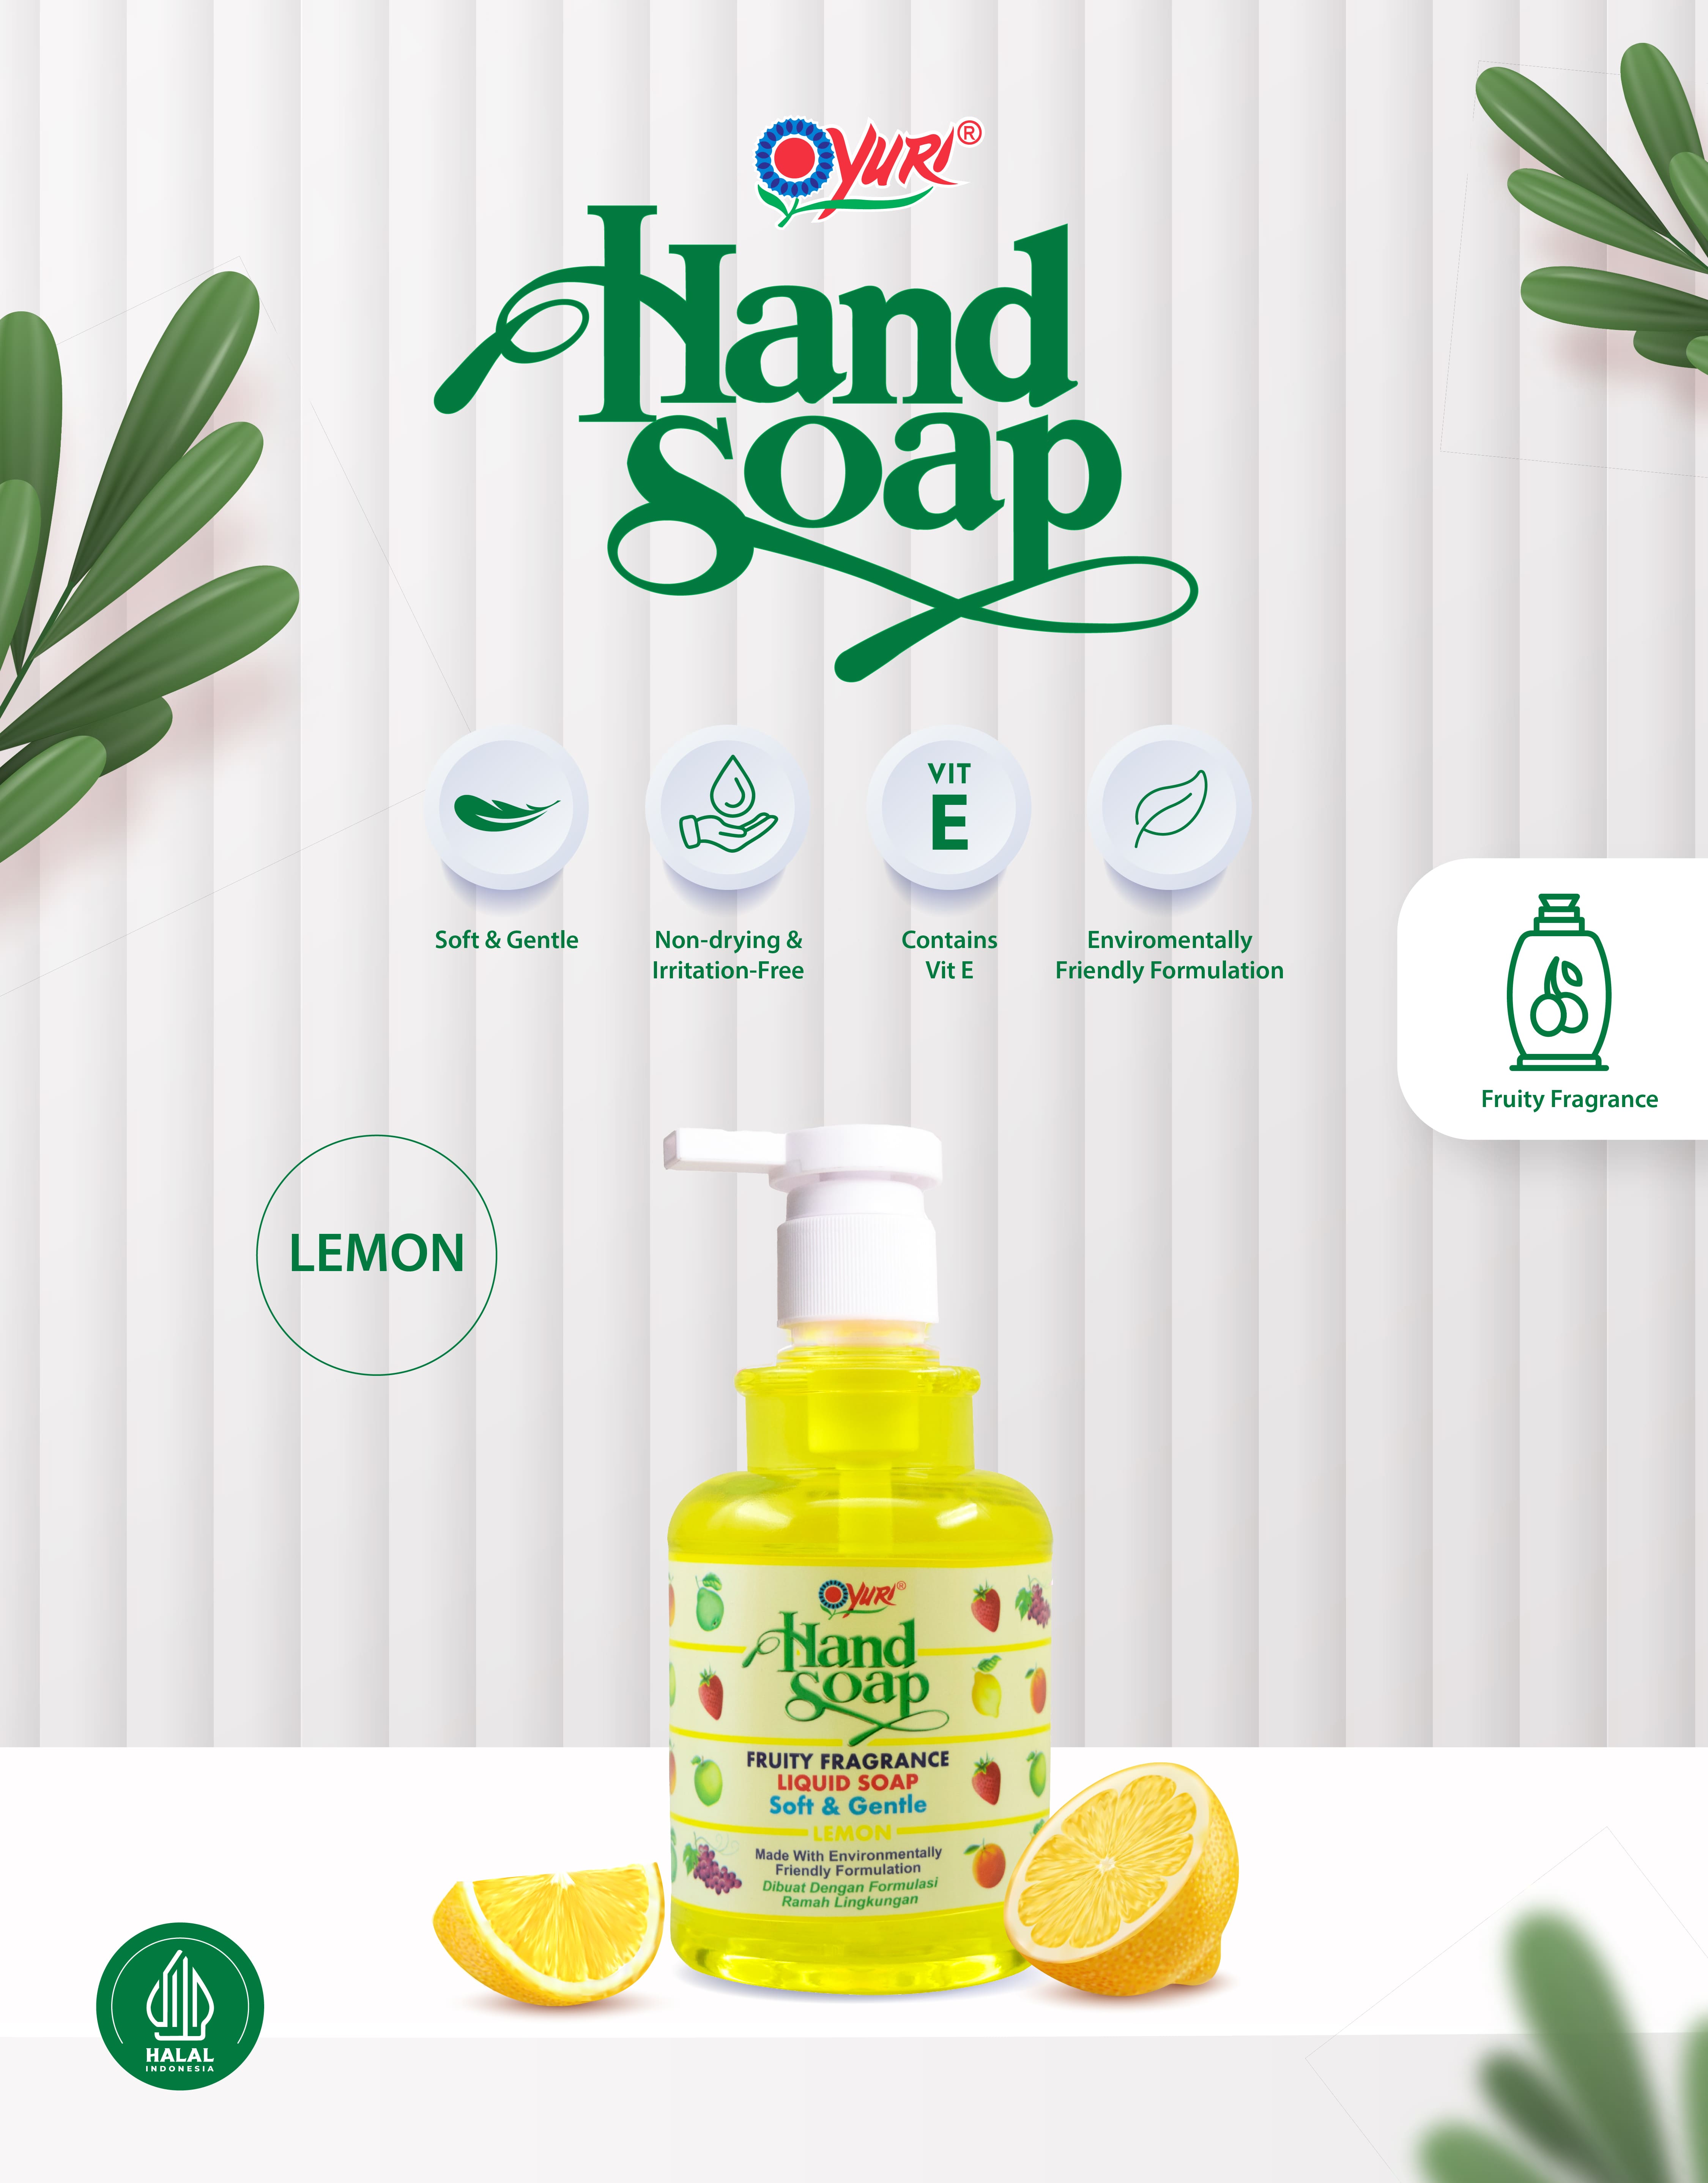 YURI®
Hand
Soap
VIT
E
Soft & Gentle
Non-drying &
Irritation-Free
Contains
Vit E
Enviromentally
Friendly Formulation
Fruity Fragrance
LEMON
YURI®
Hand
Soap
FRUITY FRAGRANCE
LIQUID SOAP
Soft & Gentle
LEMON
Made With Environmentally
Friendly Formulation
Dibuat Dengan Formulasi
Ramah Lingkungan
HALAL
INDONESIA